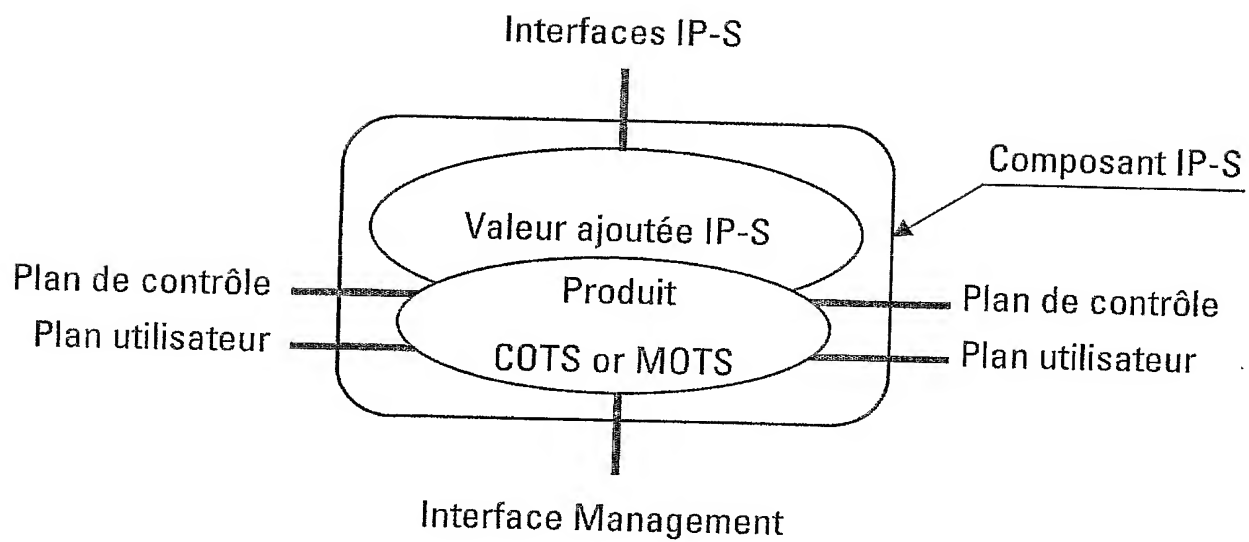 Interfaces IP-S
Composant IP-S
Valeur ajoutée IP-S
Plan de contrôle
Produit
Plan de contrôle
Plan utilisateur
COTS or MOTS
Plan utilisateur
Interface Management